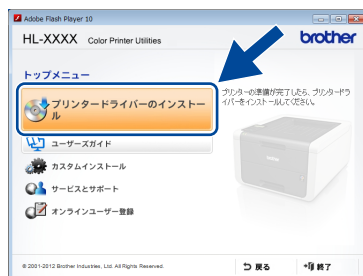 Adobe Flash Player 10
HL-XXXX Color Printer Utilities
brother
トップメニュー
プリンタードライバーのインストー
ル
プリンターの準備が完了したら、プリンタードラ
イバーをインストールしてください。
ユーザーズガイド
カスタムインストール
サービスとサポート
オンラインユーザー登録
© 2001-2012 Brother Industries, Ltd. All Rights Reserved.
戻る
終了